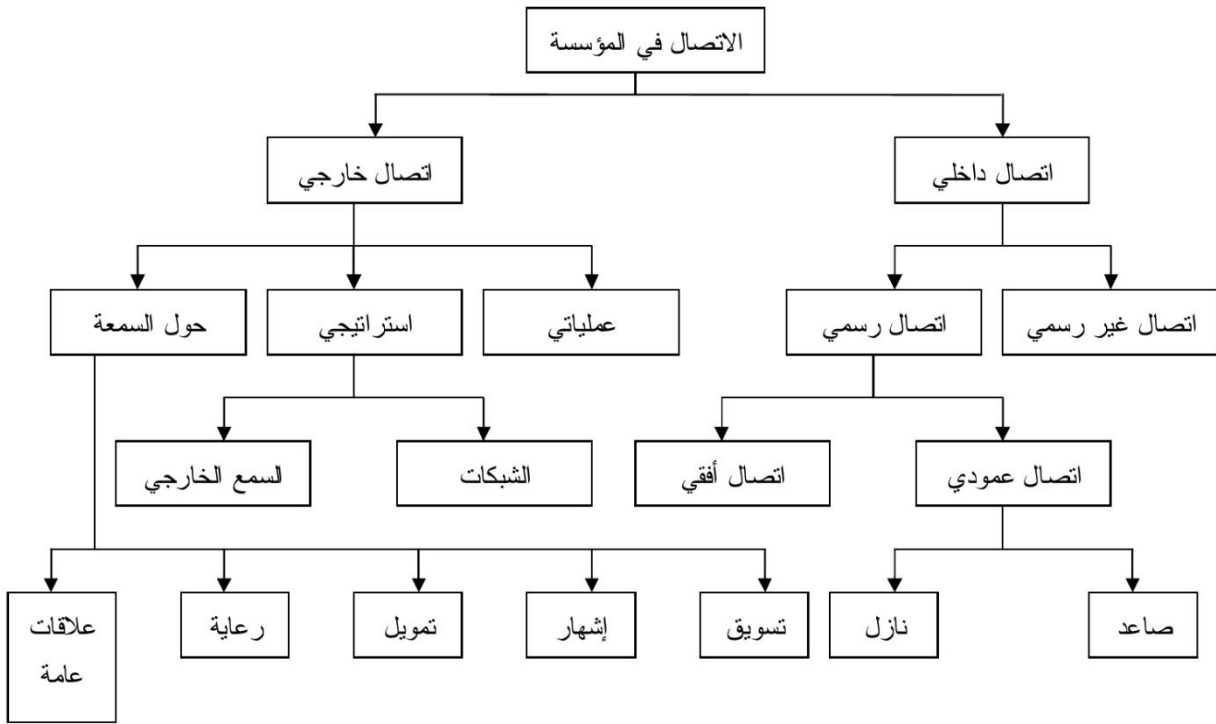 الاتصال في المؤسسة
اتصال داخلي
اتصال خارجي
اتصال غير رسمي
اتصال رسمي
عملياتي
استراتيجي
حول السمعة
اتصال عمودي
اتصال أفقي
الشبكات
السمع الخارجي
صاعد
نازل
تسويق
إشهار
تمويل
رعاية
علاقات
عامة